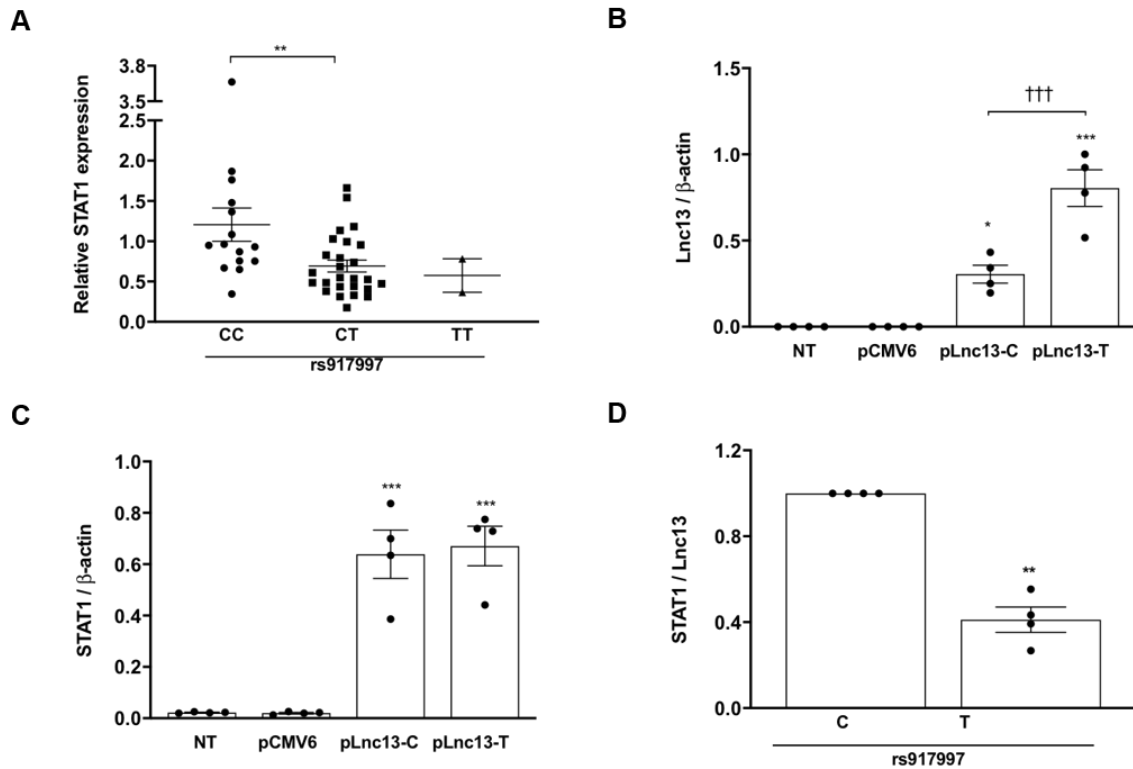 A
Relative STAT1 expression
3.8
3.5
2.5
2.0
1.5
1.0
0.5
0.0
**
CC CT TT
rs917997
B
Lnc13 / β-actin
1.5
1.0
0.5
0.0
†††
***
*
NT pCMV6 pLnc13-C pLnc13-T
C
STAT1 / β-actin
1.0
0.8
0.6
0.4
0.2
0.0
*** ***
NT pCMV6 pLnc13-C pLnc13-T
D
STAT1 / Lnc13
1.2
0.8
0.4
0.0
**
C T
rs917997